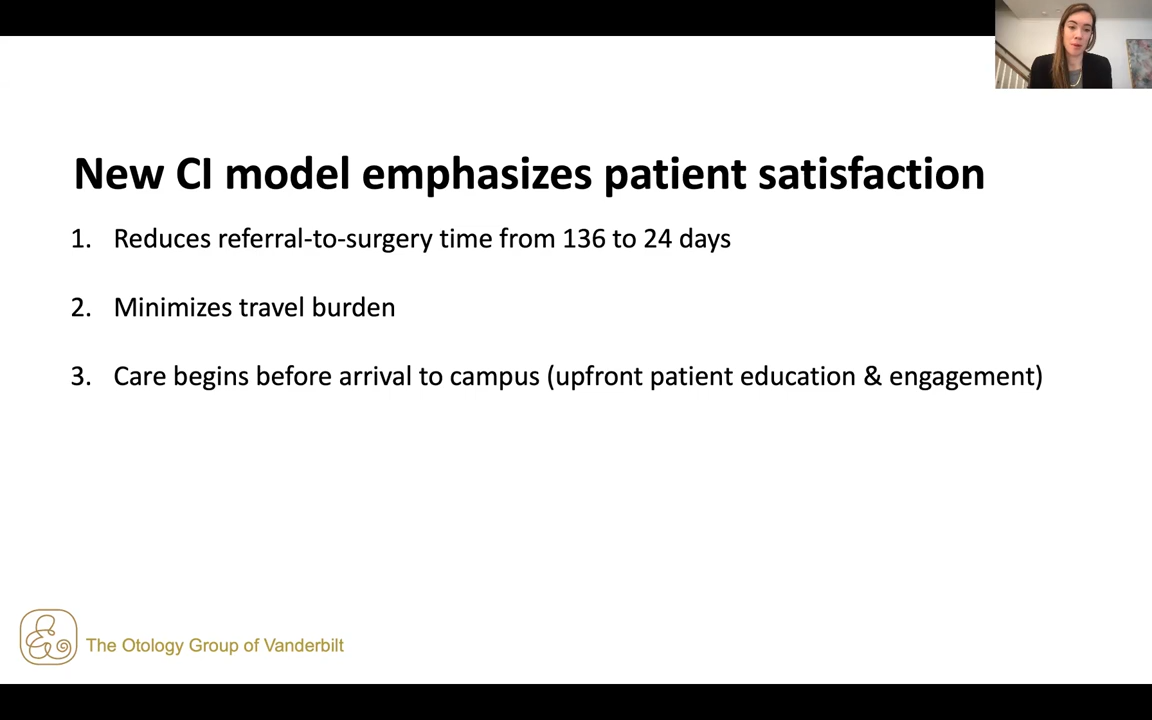 New CI model emphasizes patient satisfaction
1. Reduces referral-to-surgery time from 136 to 24 days
2. Minimizes travel burden
3. Care begins before arrival to campus (upfront patient education & engagement)
The Otology Group of Vanderbilt